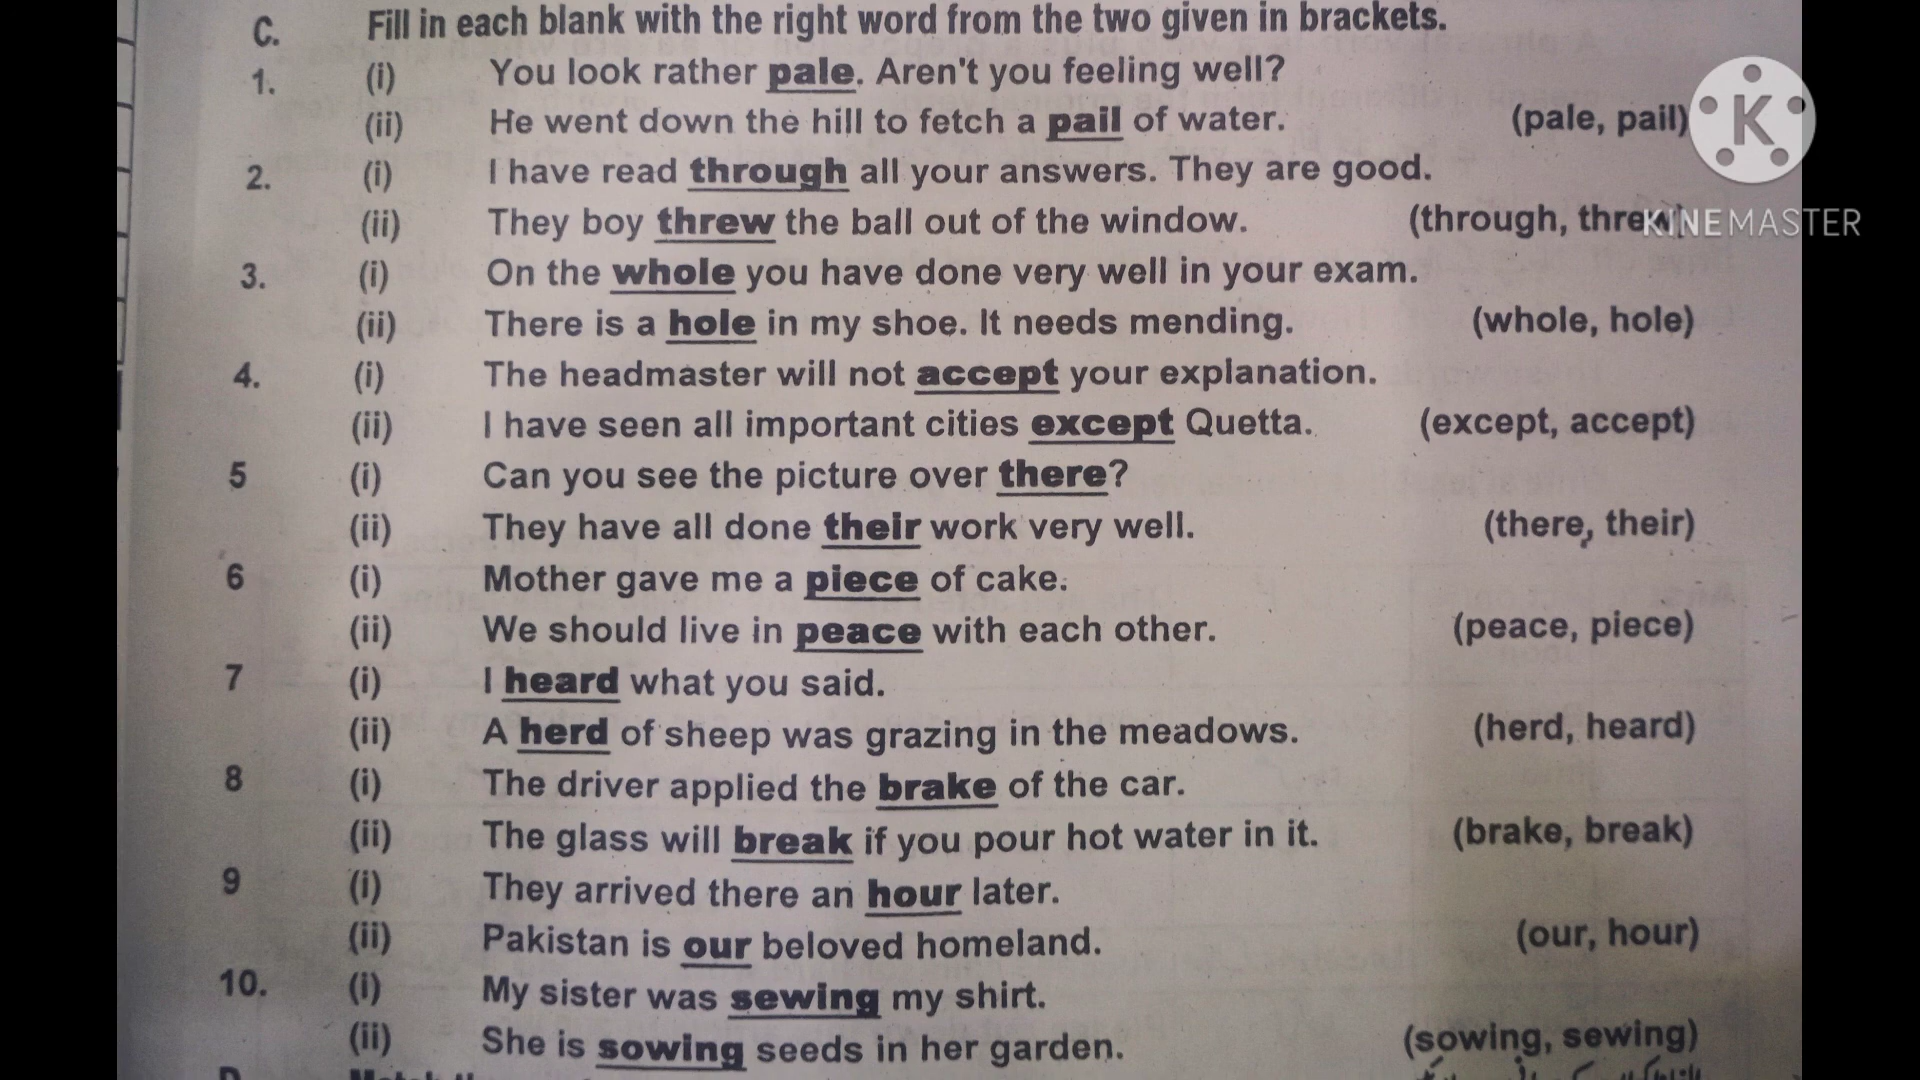 C. Fill in each blank with the right word from the two given in brackets.
1. (i) You look rather pale. Aren't you feeling well?
(ii) He went down the hill to fetch a pail of water. (pale, pail)
2. (i) I have read through all your answers. They are good.
(ii) They boy threw the ball out of the window. (through, threw)
3. (i) On the whole you have done very well in your exam.
(ii) There is a hole in my shoe. It needs mending. (whole, hole)
4. (i) The headmaster will not accept your explanation.
(ii) I have seen all important cities except Quetta. (except, accept)
5 (i) Can you see the picture over there?
(ii) They have all done their work very well. (there, their)
6 (i) Mother gave me a piece of cake.
(ii) We should live in peace with each other. (peace, piece)
7 (i) I heard what you said.
(ii) A herd of sheep was grazing in the meadows. (herd, heard)
8 (i) The driver applied the brake of the car.
(ii) The glass will break if you pour hot water in it. (brake, break)
9 (i) They arrived there an hour later.
(ii) Pakistan is our beloved homeland. (our, hour)
10. (i) My sister was sewing my shirt.
(ii) She is sowing seeds in her garden. (sowing, sewing)
K
KINEMASTER